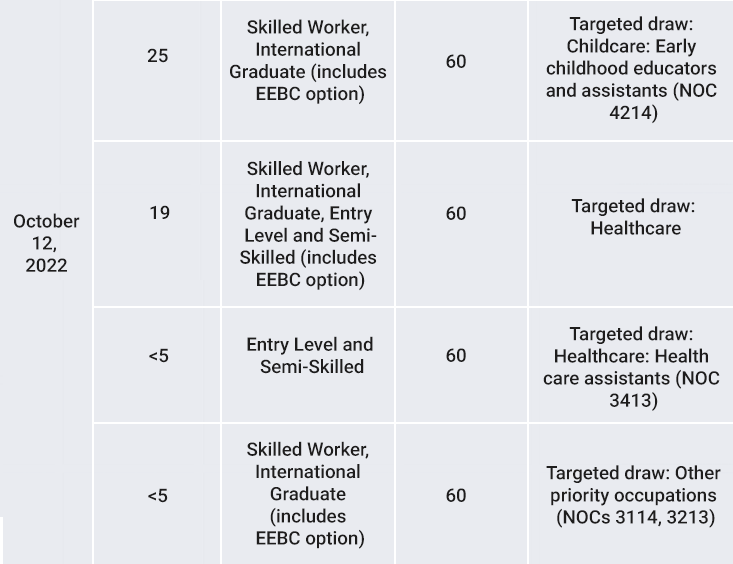 October
12,
2022
25
Skilled Worker,
International
Graduate (includes
EEBC option)
60
Targeted draw:
Childcare: Early
childhood educators
and assistants (NOC
4214)
19
Skilled Worker,
International
Graduate, Entry
Level and Semi-
Skilled (includes
EEBC option)
60
Targeted draw:
Healthcare
<5
Entry Level and
Semi-Skilled
60
Targeted draw:
Healthcare: Health
care assistants (NOC
3413)
<5
Skilled Worker,
International
Graduate
(includes
EEBC option)
60
Targeted draw: Other
priority occupations
(NOCs 3114, 3213)